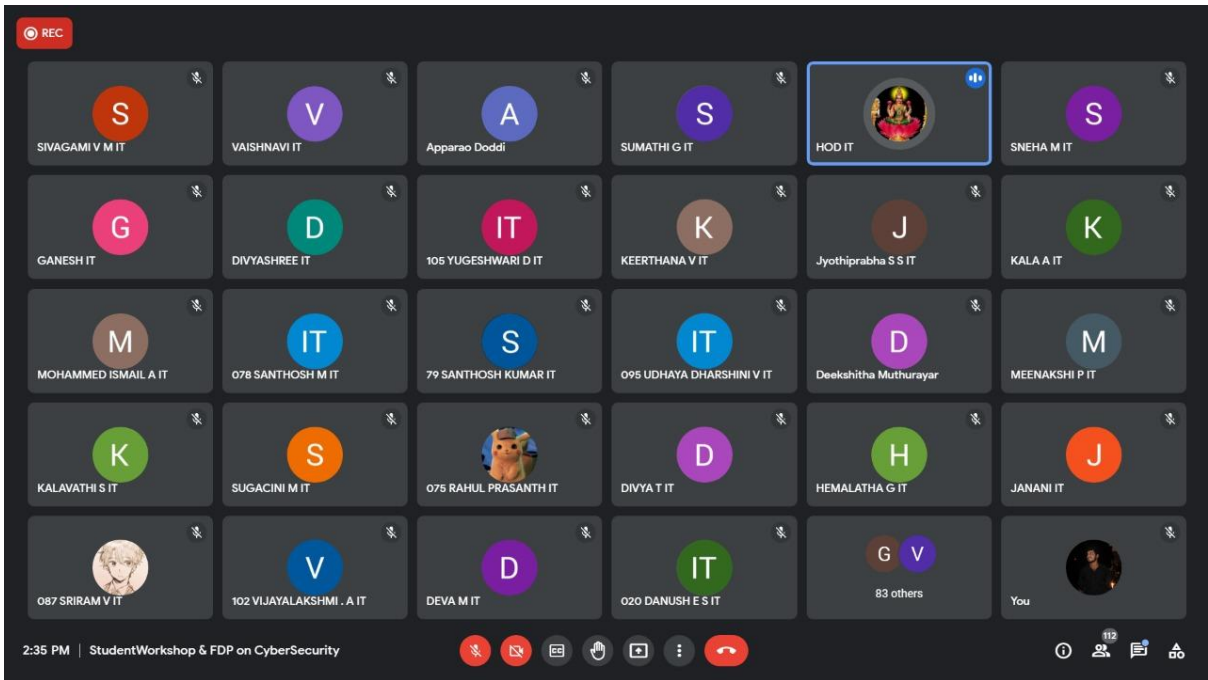 REC
S
SIVAGAMI V M IT
V
VAISHNAVI IT
A
Apparao Doddi
S
SUMATHI G IT
HOD IT
S
SNEHA M IT
G
GANESH IT
D
DIVYASHREE IT
IT
105 YUGESHWARI D IT
K
KEERTHANA V IT
J
Jyothiprabha S S IT
K
KALA A IT
M
MOHAMMED ISMAIL A IT
IT
078 SANTHOSH M IT
S
79 SANTHOSH KUMAR IT
IT
095 UDHAYA DHARSHINI V IT
D
Deekshitha Muthurayar
M
MEENAKSHI P IT
K
KALAVATHI S IT
S
SUGACINI M IT
075 RAHUL PRASANTH IT
D
DIVYA T IT
H
HEMALATHA G IT
J
JANANI IT
087 SRIRAM V IT
V
102 VIJAYALAKSHMI . A IT
D
DEVA M IT
IT
020 DANUSH E S IT
G V
83 others
You
2:35 PM | StudentWorkshop & FDP on CyberSecurity
CC
112